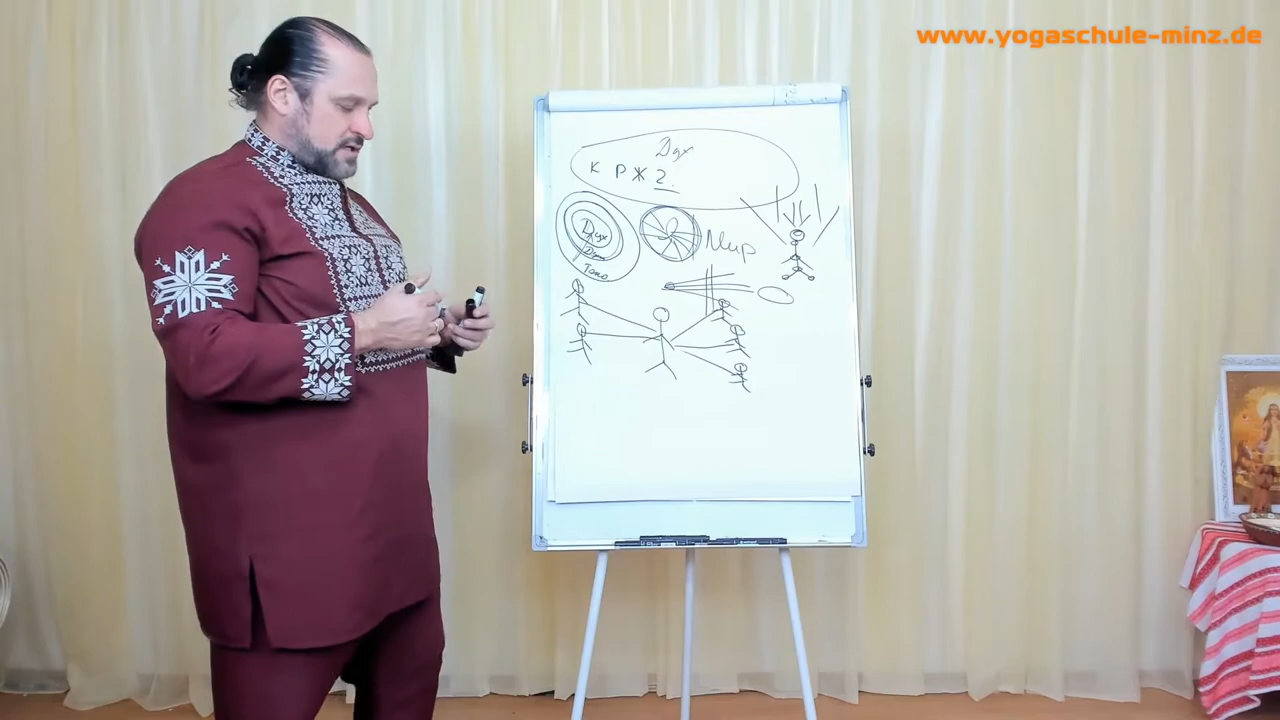 www.yogaschule-minz.de
Дух
К Р Ж 2.
Дух
Мир
Тело